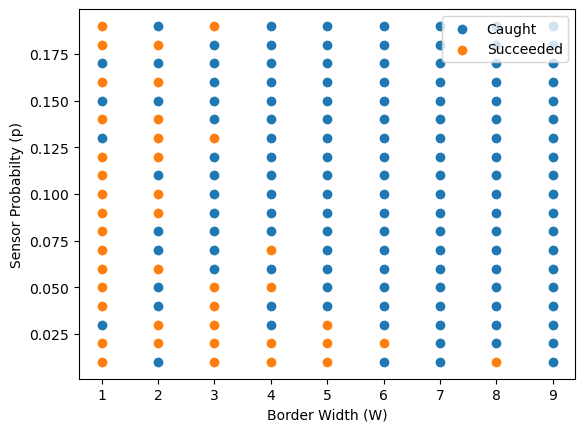 Caught
Succeeded
0.175
0.150
0.125
0.100
0.075
0.050
0.025
Sensor Probabilty (p)
1 2 3 4 5 6 7 8 9
Border Width (W)